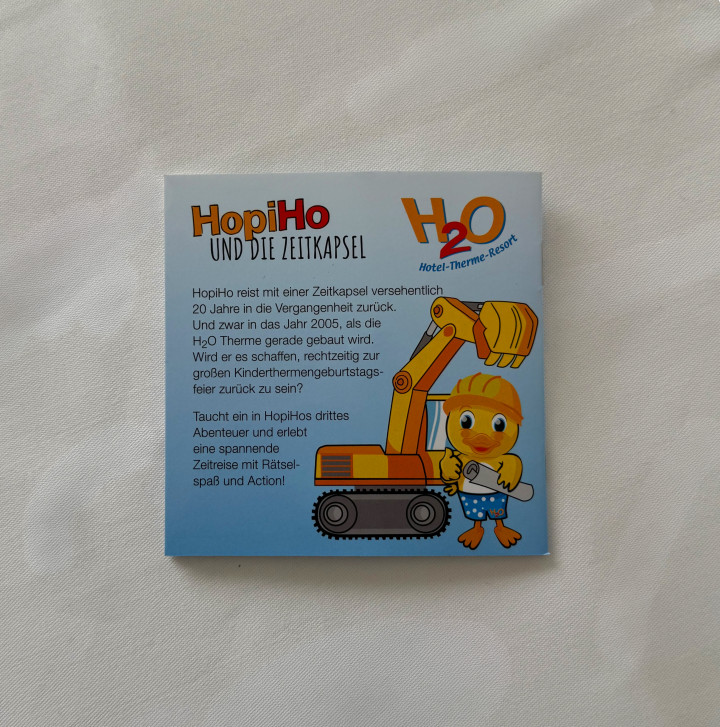 HopiHo
UND DIE ZEITKAPSEL
H2O
Hotel-Therme-Resort
HopiHo reist mit einer Zeitkapsel versehentlich
20 Jahre in die Vergangenheit zurück.
Und zwar in das Jahr 2005, als die
H2O Therme gerade gebaut wird.
Wird er es schaffen, rechtzeitig zur
großen Kinderthermengeburtstags-
feier zurück zu sein?
Taucht ein in HopiHos drittes
Abenteuer und erlebt
eine spannende
Zeitreise mit Rätsel-
spaß und Action!
H2O